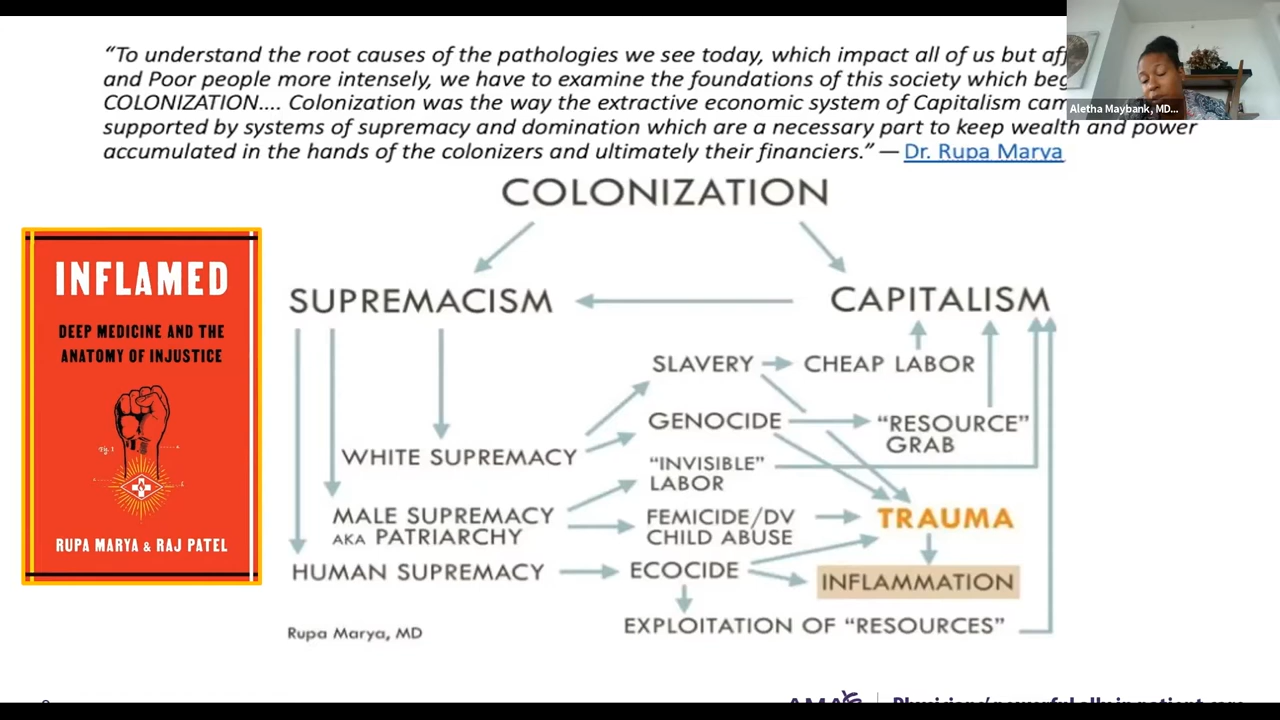 “To understand the root causes of the pathologies we see today, which impact all of us but
and Poor people more intensely, we have to examine the foundations of this society which
COLONIZATION.... Colonization was the way the extractive economic system of Capitalism
supported by systems of supremacy and domination which are a necessary part to keep wealth and power
accumulated in the hands of the colonizers and ultimately their financiers.” — Dr. Rupa Marya
Aletha Maybank, MD...
COLONIZATION
SUPREMACISM
CAPITALISM
INFLAMED
DEEP MEDICINE AND THE
ANATOMY OF INJUSTICE
Fig. 1
RUPA MARYA & RAJ PATEL
SLAVERY
CHEAP LABOR
GENOCIDE
“RESOURCE”
GRAB
WHITE SUPREMACY
“INVISIBLE”
LABOR
MALE SUPREMACY
AKA PATRIARCHY
FEMICIDE/DV
CHILD ABUSE
TRAUMA
HUMAN SUPREMACY
ECOCIDE
INFLAMMATION
EXPLOITATION OF “RESOURCES”
Rupa Marya, MD